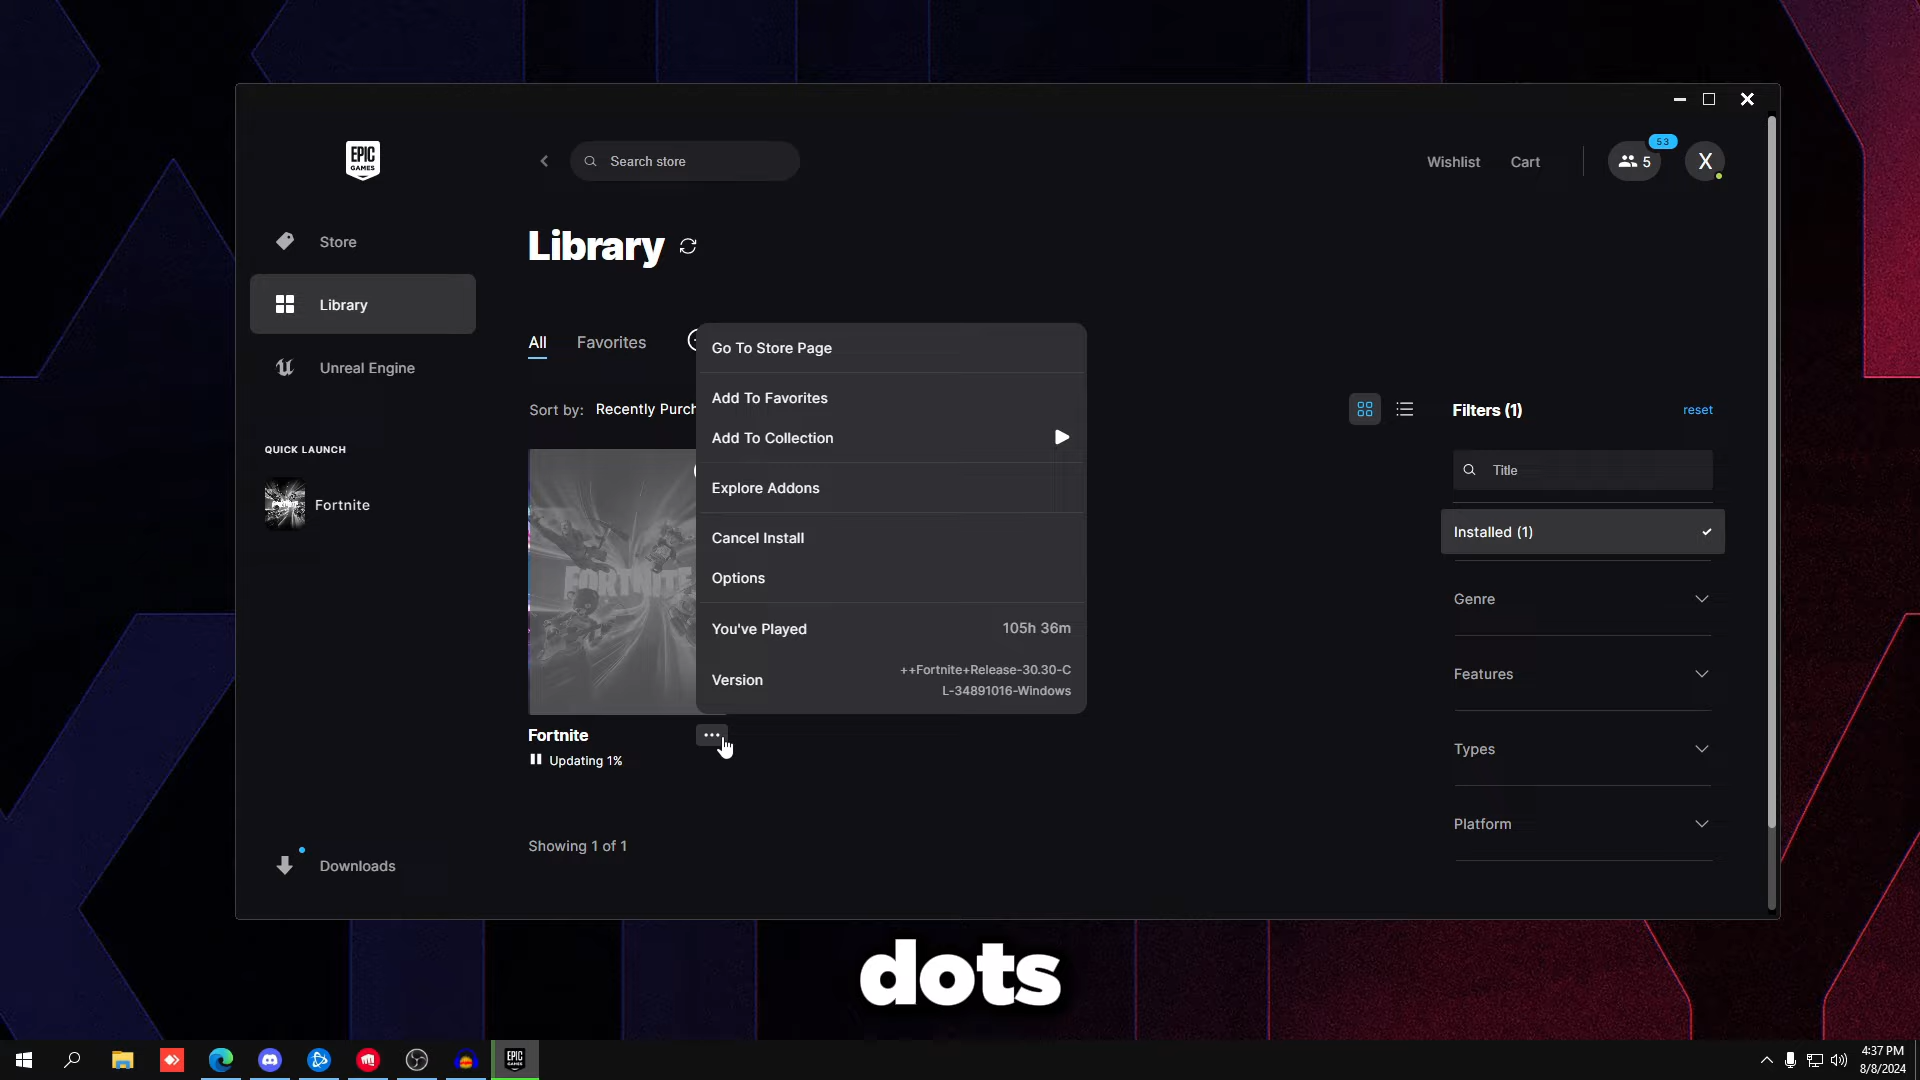 EPIC
GAMES
Search store
Wishlist
Cart
5
53
X
Store
Library
Unreal Engine
QUICK LAUNCH
Fortnite
Downloads
Library
All
Favorites
Sort by:
Recently Purch
FORTNITE
Go To Store Page
Add To Favorites
Add To Collection
Explore Addons
Cancel Install
Options
You've Played
105h 36m
Version
++Fortnite+Release-30.30-C
L-34891016-Windows
Fortnite
Updating 1%
Showing 1 of 1
Filters (1)
reset
Title
Installed (1)
Genre
Features
Types
Platform
dots
EPIC
GAMES
4:37 PM
8/8/2024